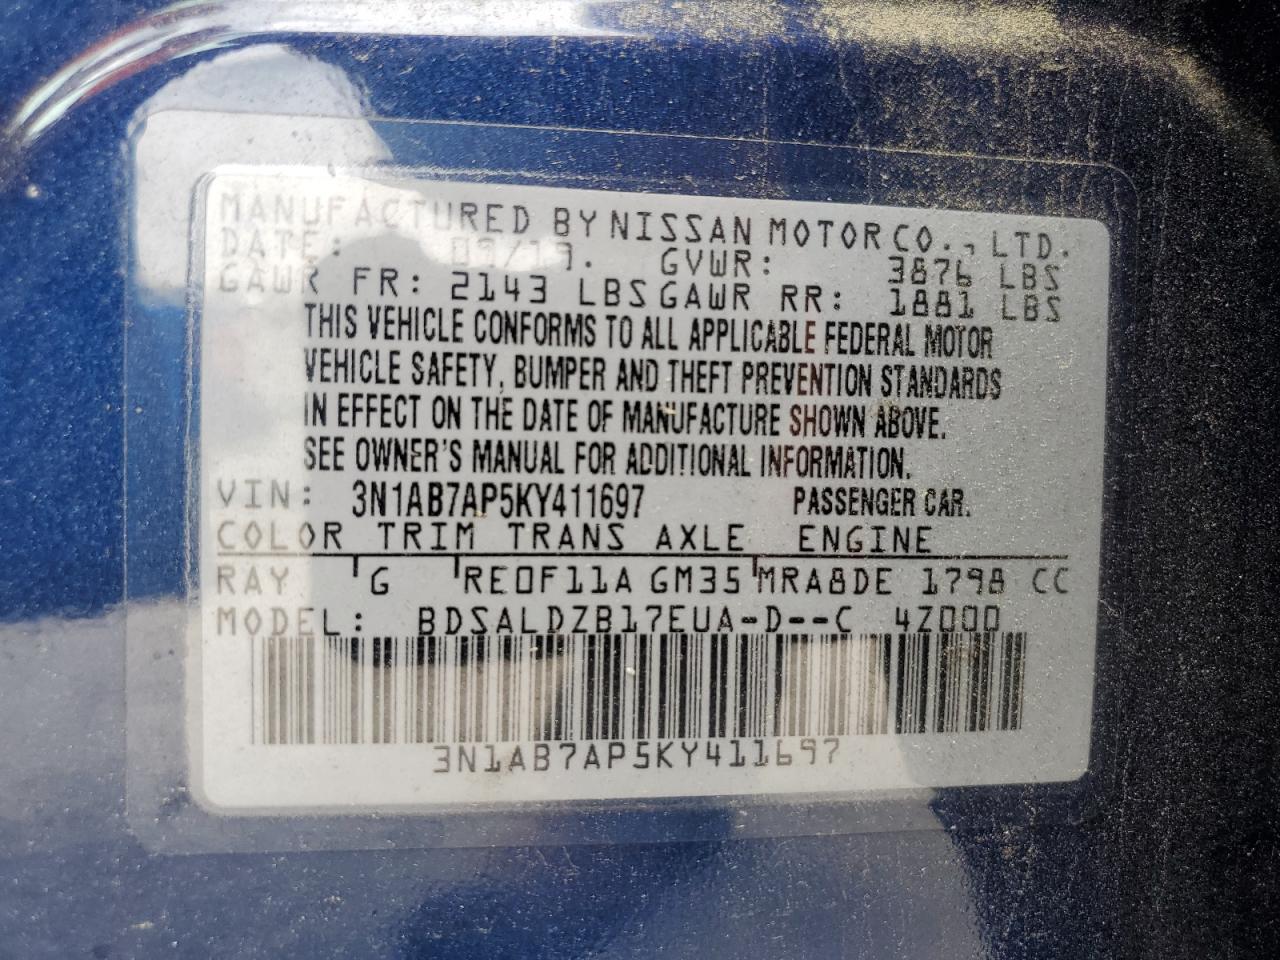 MANUFACTURED BY NISSAN MOTOR CO., LTD.
DATE: 09/19. GVWR: 3876 LBS
GAWR FR: 2143 LBS GAWR RR: 1881 LBS
THIS VEHICLE CONFORMS TO ALL APPLICABLE FEDERAL MOTOR
VEHICLE SAFETY, BUMPER AND THEFT PREVENTION STANDARDS
IN EFFECT ON THE DATE OF MANUFACTURE SHOWN ABOVE.
SEE OWNER'S MANUAL FOR ADDITIONAL INFORMATION.
VIN: 3N1AB7AP5KY411697 PASSENGER CAR.
COLOR TRIM TRANS AXLE ENGINE
RAY G RE0F11A GM35 MRA8DE 1798 CC
MODEL: BDSALDZB17EUA-D--C 4Z000
3N1AB7AP5KY411697